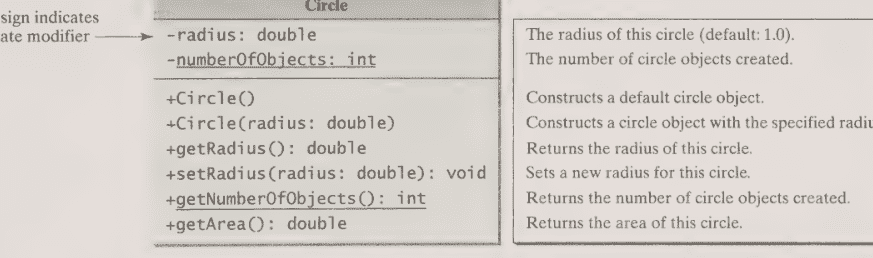 Circle
sign indicates
ate modifier
-radius: double
-numberOfObjects: int
+Circle()
+Circle(radius: double)
+getRadius(): double
+setRadius(radius: double): void
+getNumberOfObjects(): int
+getArea(): double
The radius of this circle (default: 1.0).
The number of circle objects created.
Constructs a default circle object.
Constructs a circle object with the specified radiu
Returns the radius of this circle.
Sets a new radius for this circle.
Returns the number of circle objects created.
Returns the area of this circle.